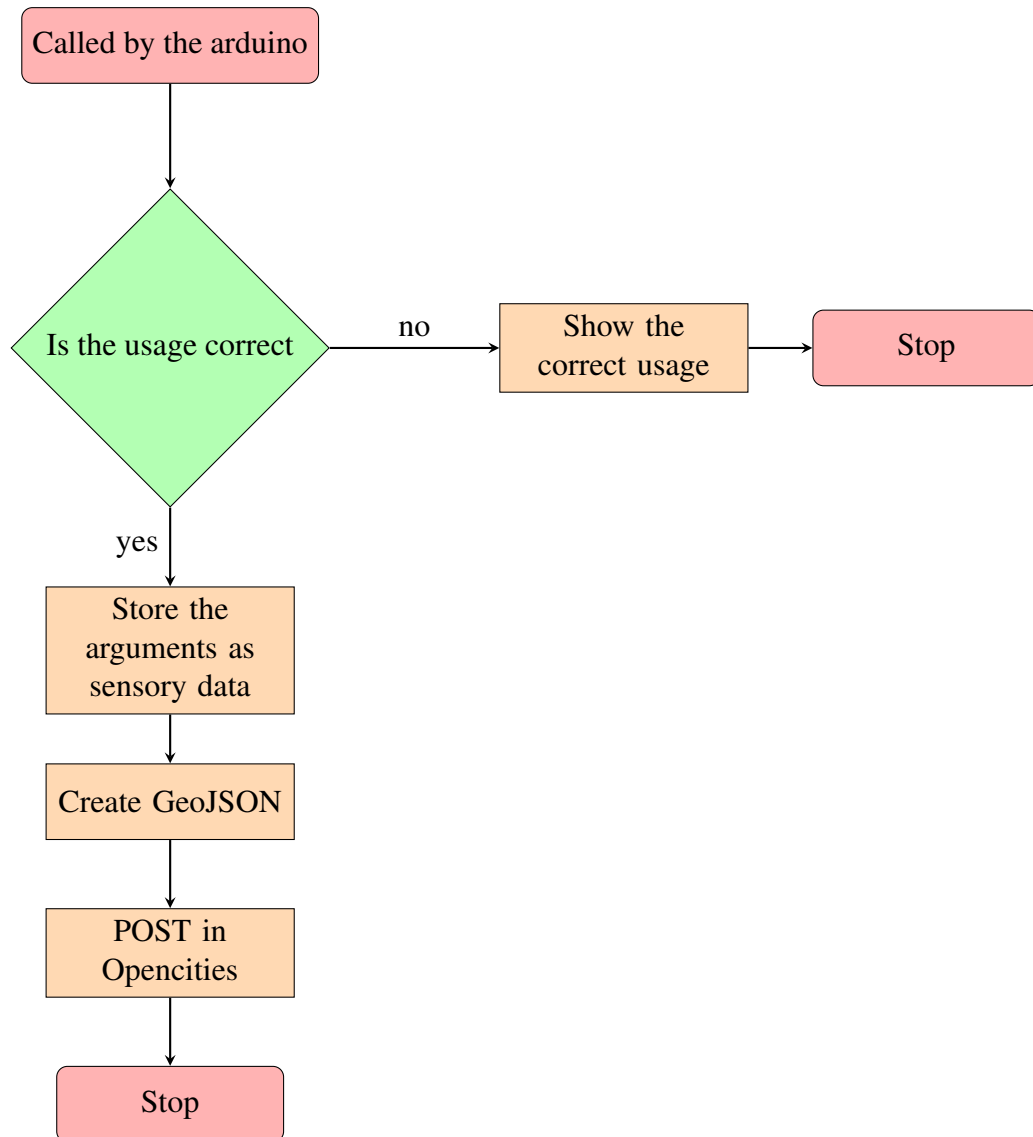 Called by the arduino
Is the usage correct
no
Show the
correct usage
Stop
yes
Store the
arguments as
sensory data
Create GeoJSON
POST in
Opencities
Stop